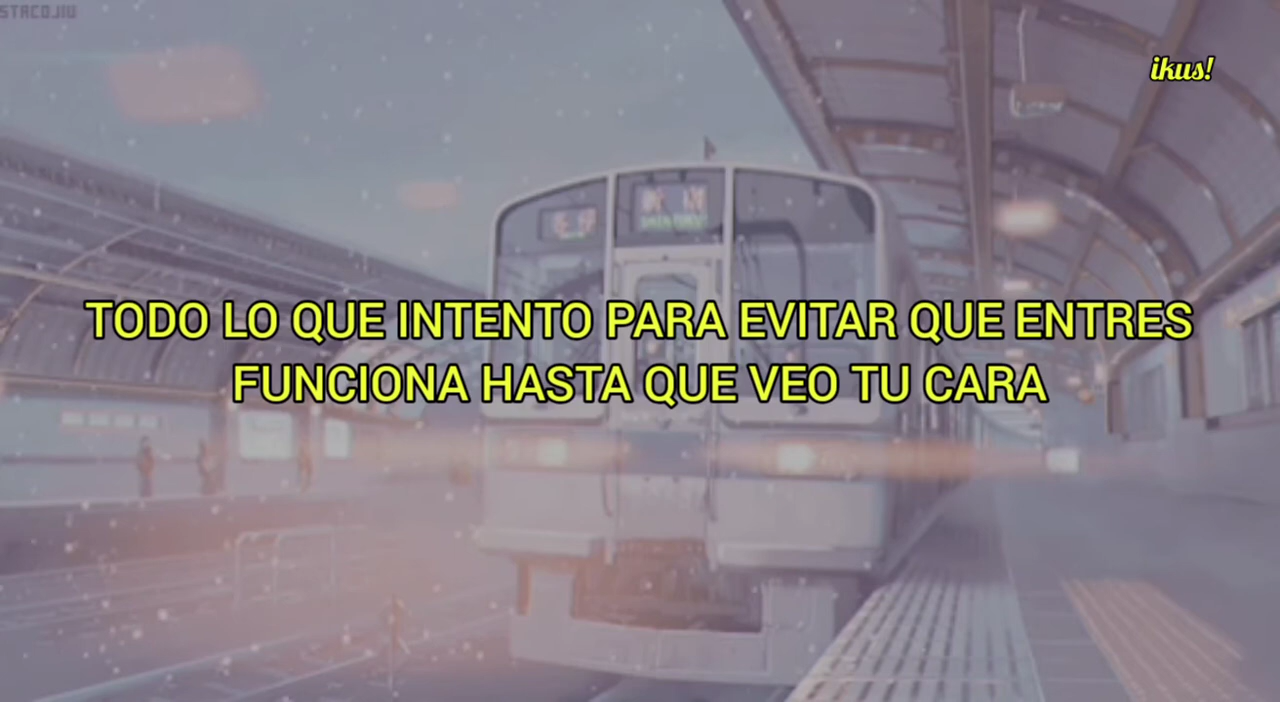 STACOJIU
ikus!
TODO LO QUE INTENTO PARA EVITAR QUE ENTRES
FUNCIONA HASTA QUE VEO TU CARA